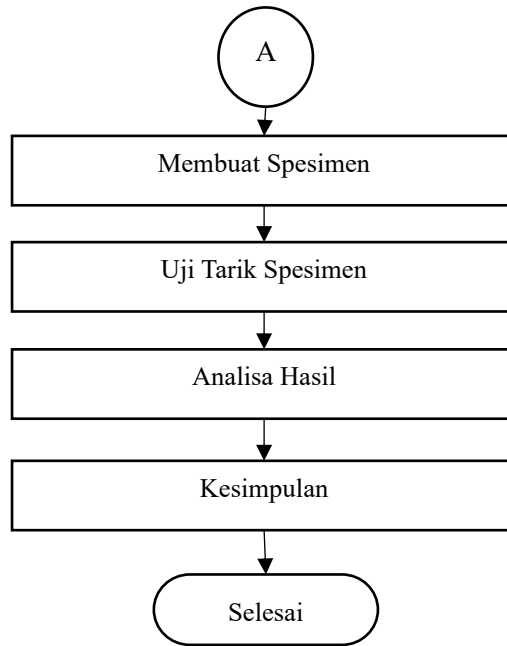 A
Membuat Spesimen
Uji Tarik Spesimen
Analisa Hasil
Kesimpulan
Selesai